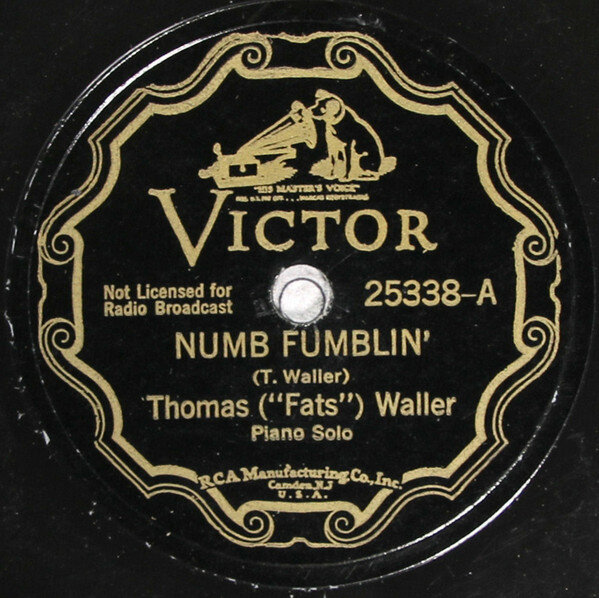 "HIS MASTER'S VOICE"
VICTOR
Not Licensed for
Radio Broadcast
25338-A
NUMB FUMBLIN'
(T. Waller)
Thomas ("Fats") Waller
Piano Solo
RCA Manufacturing Co., Inc.
Camden, N.J.
U. S. A.